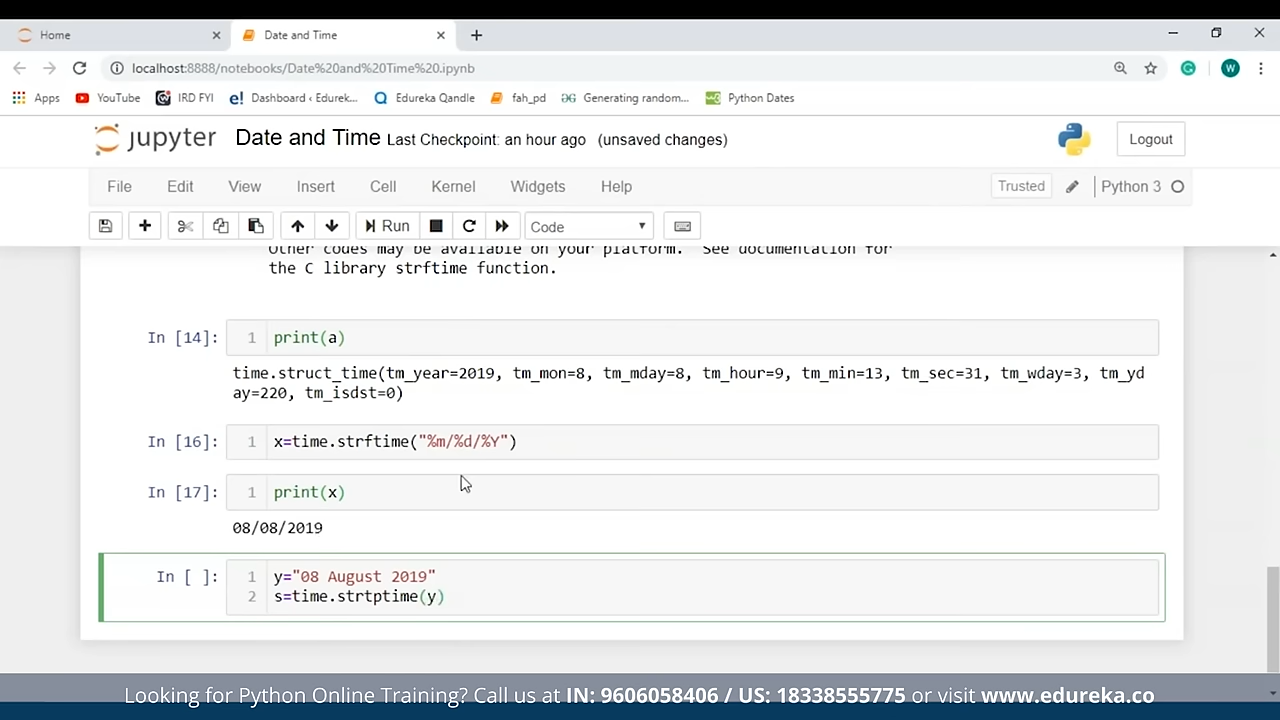 Home
Date and Time
localhost:8888/notebooks/Date%20and%20Time%20.ipynb
W
Apps YouTube IRD FYI Dashboard ‹ Edurek... Edureka Qandle fah_pd Generating random... Python Dates
jupyter Date and Time Last Checkpoint: an hour ago (unsaved changes) Logout
File Edit View Insert Cell Kernel Widgets Help Trusted Python 3
Run Code
Other codes may be available on your platform. See documentation for
the C library strftime function.
In [14]: 1 print(a)
time.struct_time(tm_year=2019, tm_mon=8, tm_mday=8, tm_hour=9, tm_min=13, tm_sec=31, tm_wday=3, tm_yd
ay=220, tm_isdst=0)
In [16]: 1 x=time.strftime("%m/%d/%Y")
In [17]: 1 print(x)
08/08/2019
In [ ]: 1 y="08 August 2019"
2 s=time.strtptime(y)
Looking for Python Online Training? Call us at IN: 9606058406 / US: 18338555775 or visit www.edureka.co